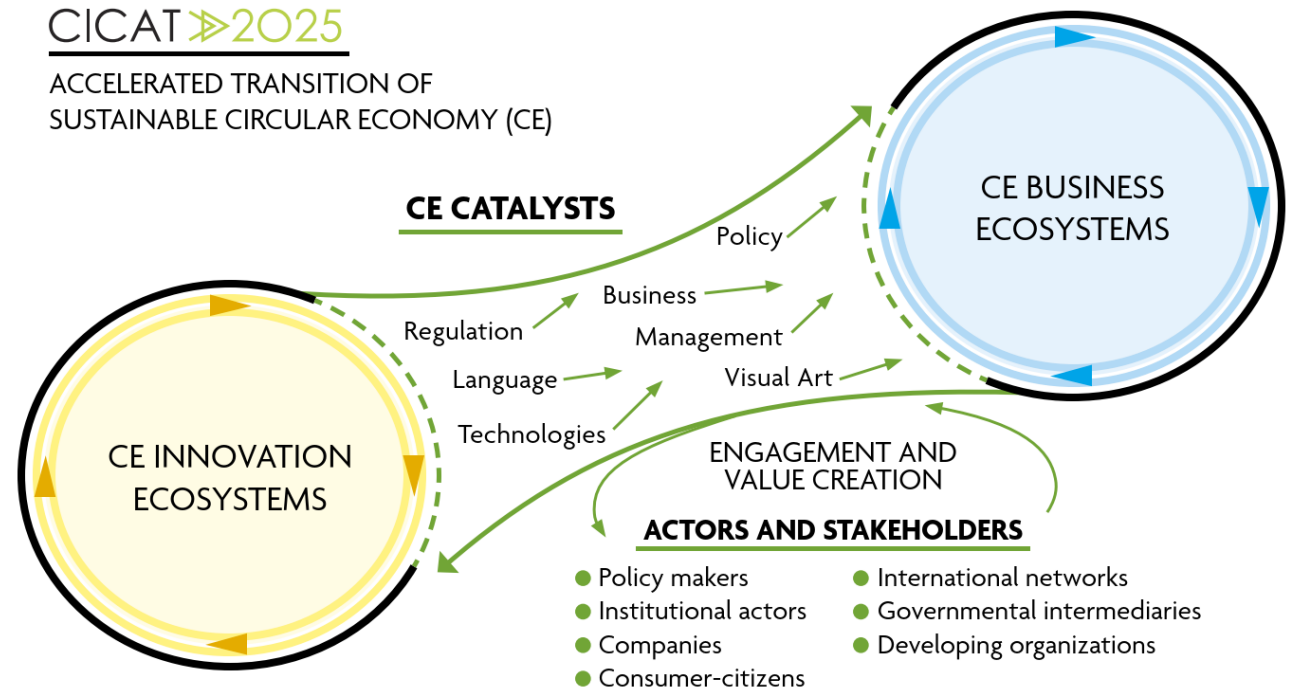 CICAT 2025
ACCELERATED TRANSITION OF
SUSTAINABLE CIRCULAR ECONOMY (CE)
CE CATALYSTS
CE BUSINESS
ECOSYSTEMS
Policy
Business
Regulation
Management
Language
Visual Art
Technologies
CE INNOVATION
ECOSYSTEMS
ENGAGEMENT AND
VALUE CREATION
ACTORS AND STAKEHOLDERS
Policy makers
Institutional actors
Companies
Consumer-citizens
International networks
Governmental intermediaries
Developing organizations